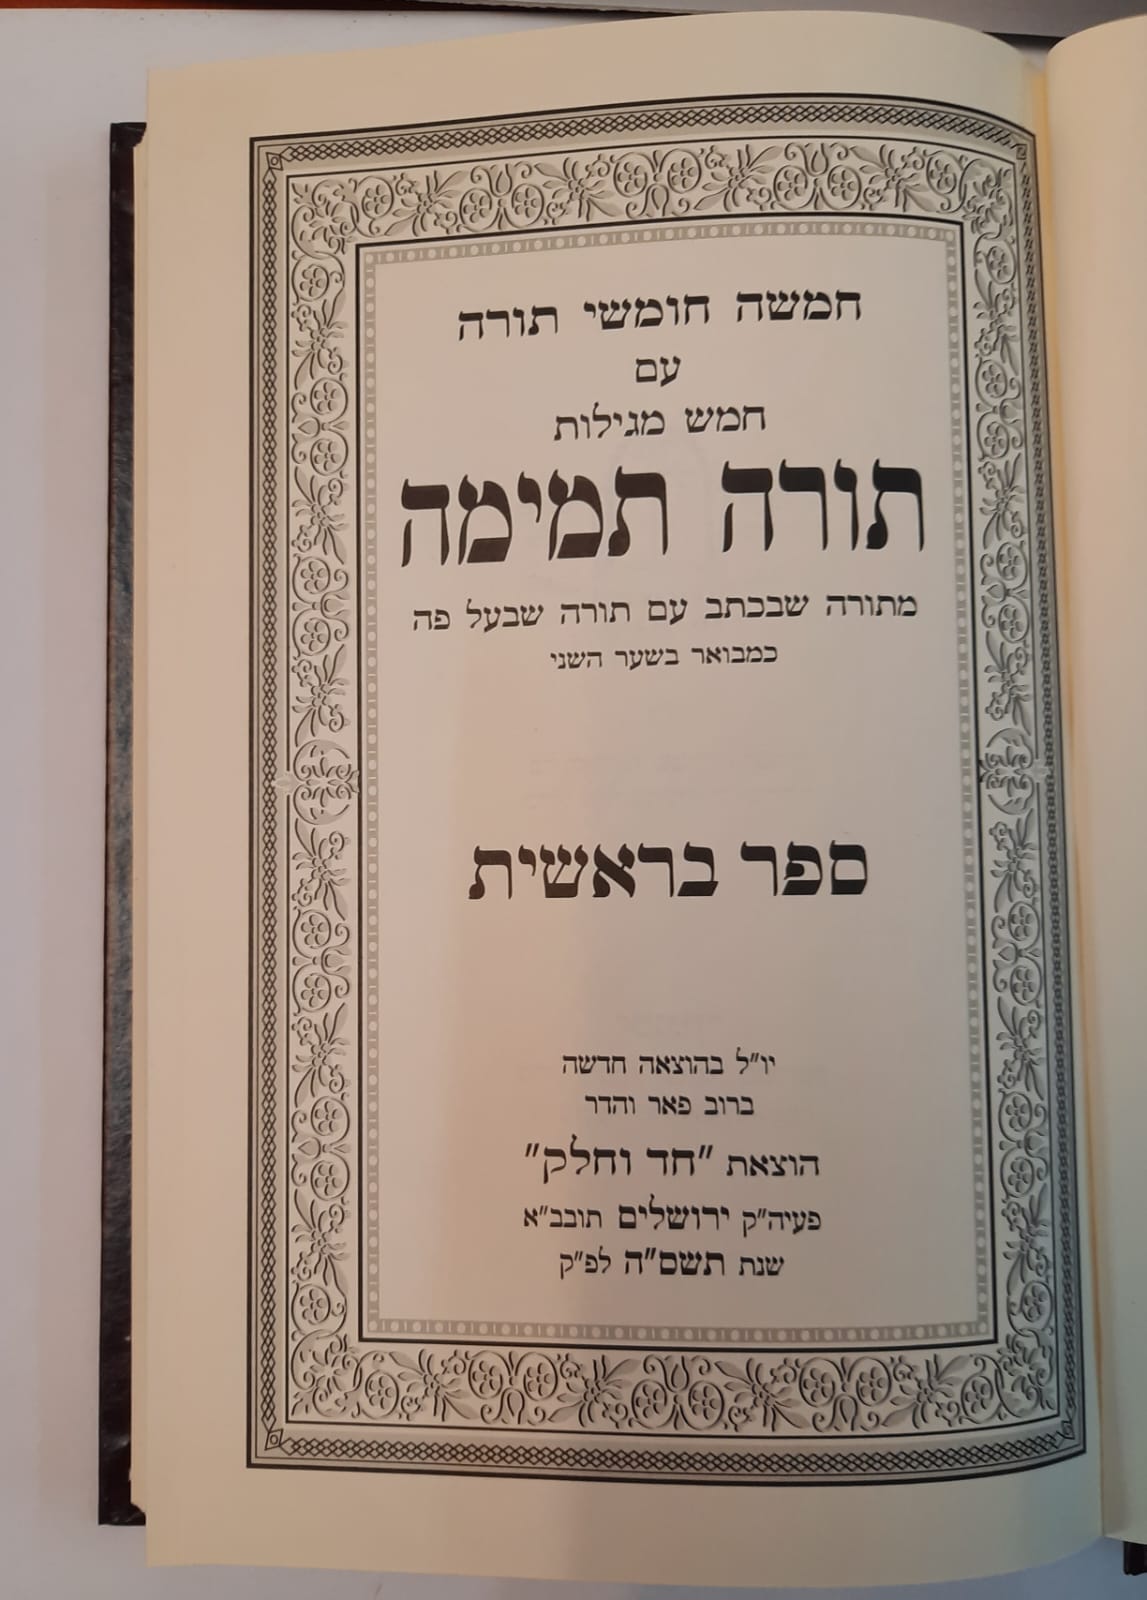 חמשה חומשי תורה
עם
חמש מגילות
תורה תמימה
מתורה שבכתב עם תורה שבעל פה
כמבואר בשער השני
ספר בראשית
יו"ל בהוצאה חדשה
ברוב פאר והדר
הוצאת "חד וחלק"
פעיה"ק ירושלים תובב"א
שנת תשס"ה לפ"ק